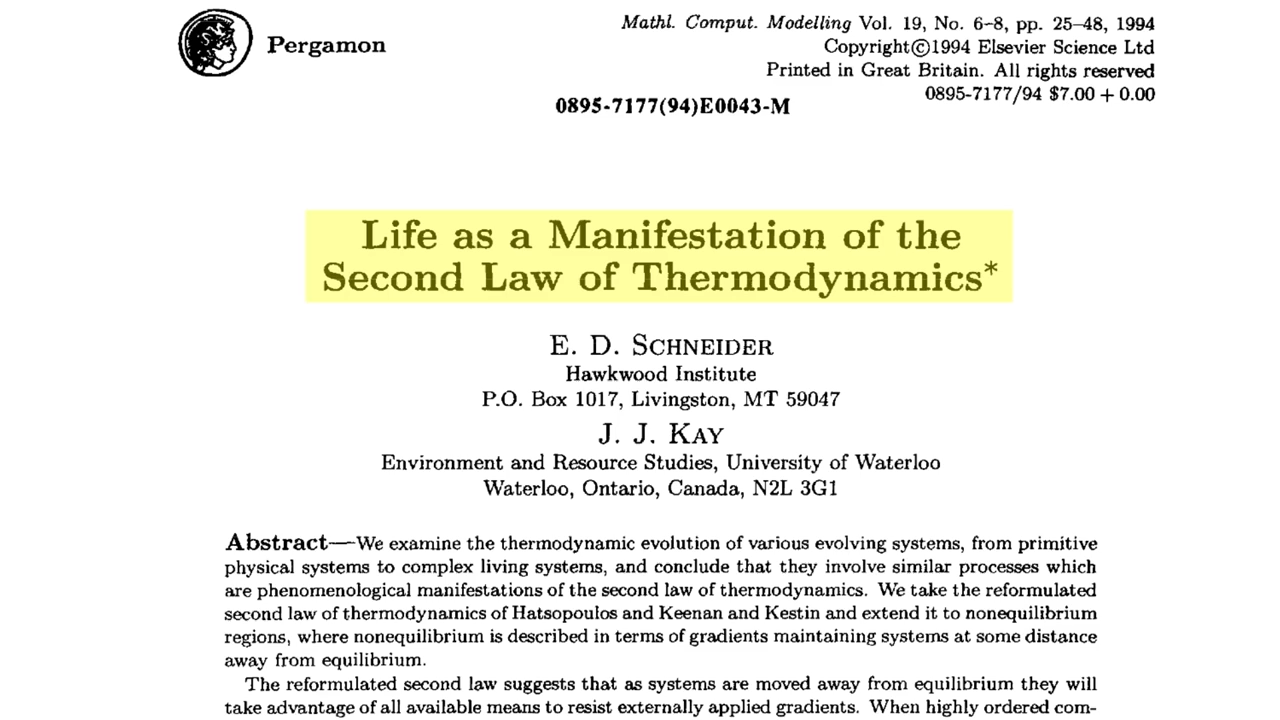 Pergamon
Mathl. Comput. Modelling Vol. 19, No. 6–8, pp. 25–48, 1994
Copyright©1994 Elsevier Science Ltd
Printed in Great Britain. All rights reserved
0895-7177/94 $7.00 + 0.00
0895-7177(94)E0043-M
Life as a Manifestation of the
Second Law of Thermodynamics*
E. D. SCHNEIDER
Hawkwood Institute
P.O. Box 1017, Livingston, MT 59047
J. J. KAY
Environment and Resource Studies, University of Waterloo
Waterloo, Ontario, Canada, N2L 3G1
Abstract—We examine the thermodynamic evolution of various evolving systems, from primitive
physical systems to complex living systems, and conclude that they involve similar processes which
are phenomenological manifestations of the second law of thermodynamics. We take the reformulated
second law of thermodynamics of Hatsopoulos and Keenan and Kestin and extend it to nonequilibrium
regions, where nonequilibrium is described in terms of gradients maintaining systems at some distance
away from equilibrium.
The reformulated second law suggests that as systems are moved away from equilibrium they will
take advantage of all available means to resist externally applied gradients. When highly ordered com-